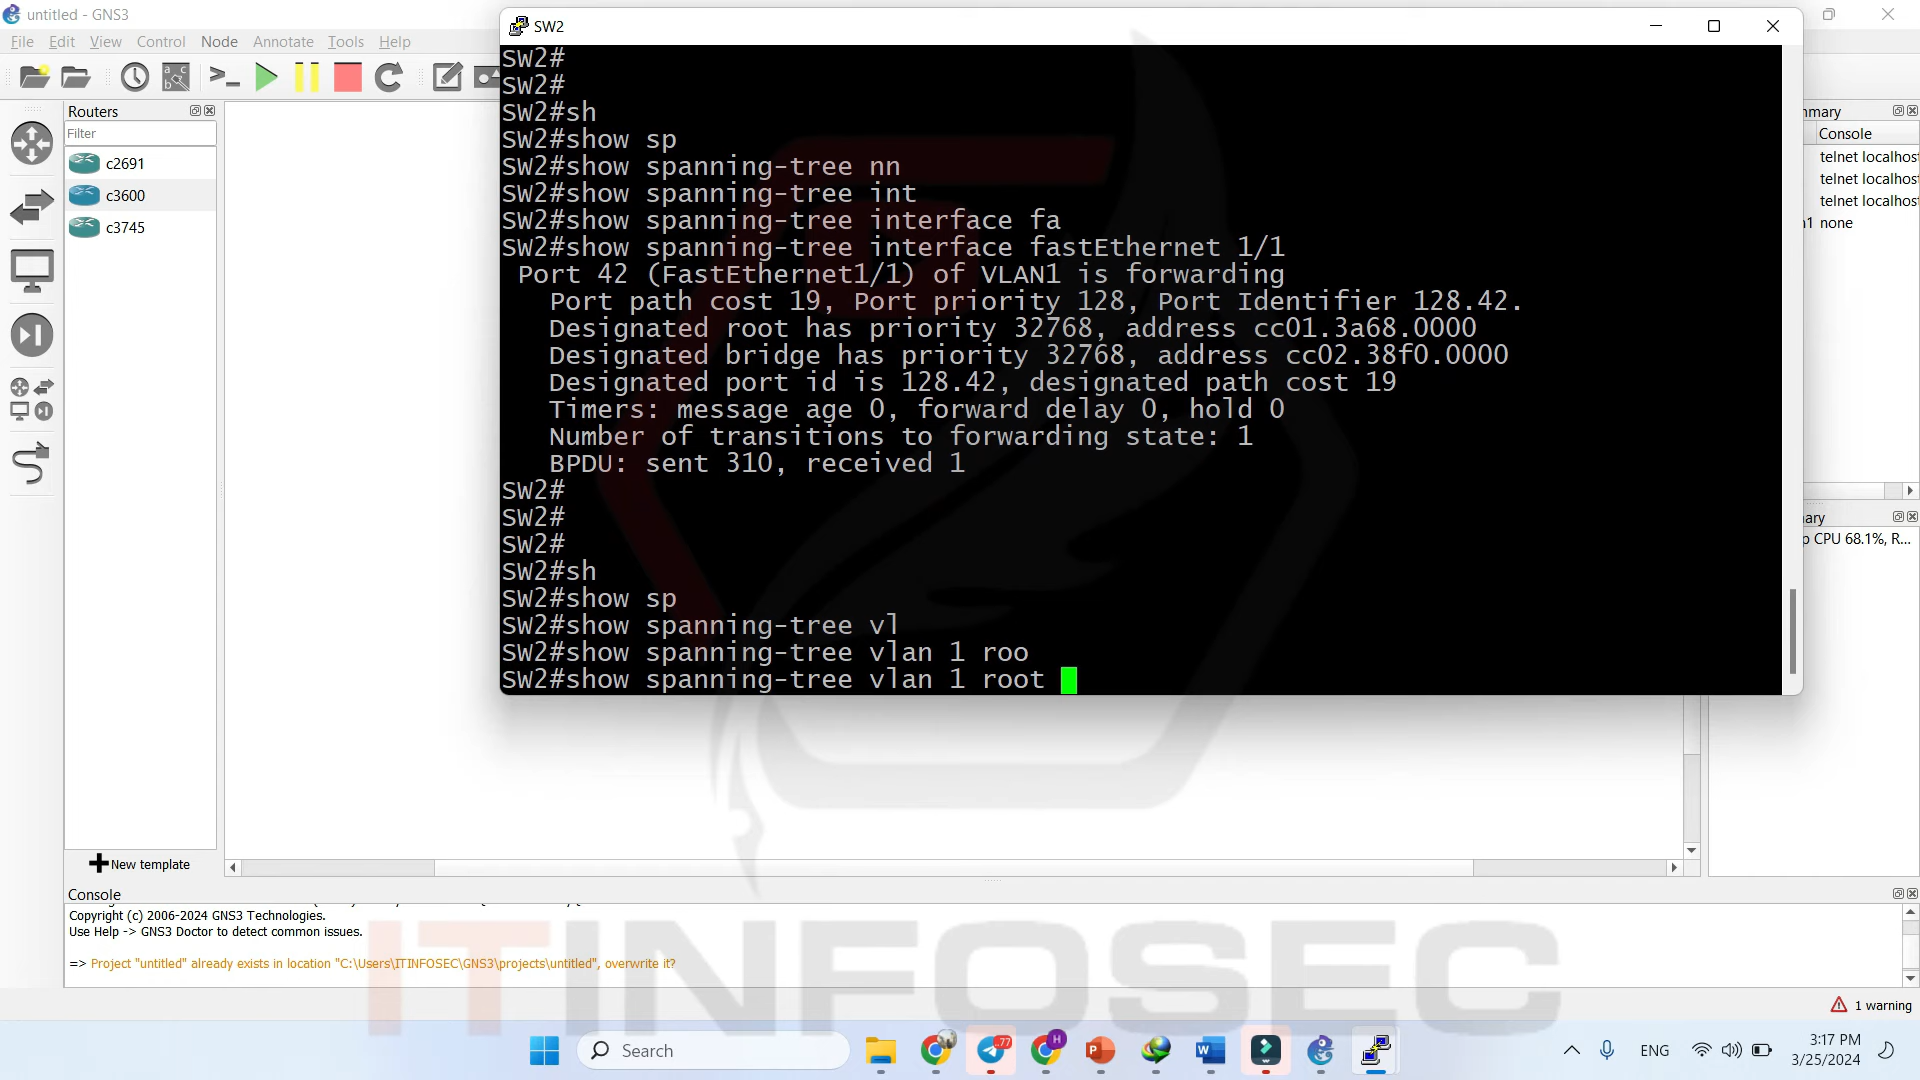 untitled - GNS3
File Edit View Control Node Annotate Tools Help
Routers
Filter
c2691
c3600
c3745
New template
SW2
SW2#
SW2#
SW2#sh
SW2#show sp
SW2#show spanning-tree nn
SW2#show spanning-tree int
SW2#show spanning-tree interface fa
SW2#show spanning-tree interface fastEthernet 1/1
Port 42 (FastEthernet1/1) of VLAN1 is forwarding
Port path cost 19, Port priority 128, Port Identifier 128.42.
Designated root has priority 32768, address cc01.3a68.0000
Designated bridge has priority 32768, address cc02.38f0.0000
Designated port id is 128.42, designated path cost 19
Timers: message age 0, forward delay 0, hold 0
Number of transitions to forwarding state: 1
BPDU: sent 310, received 1
SW2#
SW2#
SW2#
SW2#sh
SW2#show sp
SW2#show spanning-tree vl
SW2#show spanning-tree vlan 1 roo
SW2#show spanning-tree vlan 1 root
mmary
Console
telnet localhost
telnet localhost
telnet localhost
1 none
ary
p CPU 68.1%, R...
Console
Copyright (c) 2006-2024 GNS3 Technologies.
Use Help -> GNS3 Doctor to detect common issues.
=> Project "untitled" already exists in location "C:\Users\ITINFOSEC\GNS3\projects\untitled", overwrite it?
ITINFOSEC
1 warning
Search
77
H
ENG
3:17 PM
3/25/2024